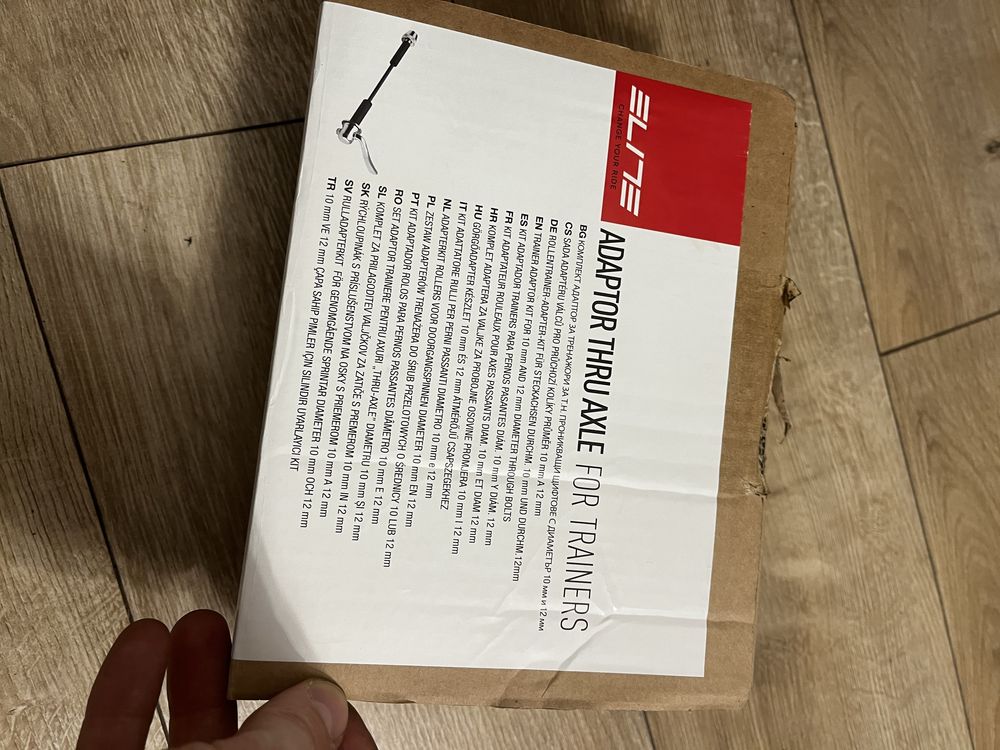 ELITE
CHANGE YOUR RIDE
ADAPTOR THRU AXLE FOR TRAINERS
BG КОМПЛЕКТ АДАПТОР ЗА ТРЕНАЖОРИ ЗА Т.Н. ПРОНИКВАЩИ ЩИФТОВЕ С ДИАМЕТЪР 10 мм и 12 мм
CS SADA ADAPTÉRU VÁLCŮ PRO PRŮCHOZÍ KOLÍKY PRŮMĚR 10 mm A 12 mm
DE ROLLENTRAINER-ADAPTER-KIT FÜR STECKACHSEN DURCHM. 10 mm UND DURCHM.12mm
EN TRAINER ADAPTOR KIT FOR 10 mm AND 12 mm DIAMETER THROUGH BOLTS
ES KIT ADAPTADOR TRAINERS PARA PERNOS PASANTES DIÁM. 10 mm Y DIÁM. 12 mm
FR KIT ADAPTATEUR ROULEAUX POUR AXES PASSANTS DIAM. 10 mm ET DIAM 12 mm
HR KOMPLET ADAPTERA ZA VALJKE ZA PROBOJNE OSOVINE PROMJERA 10 mm I 12 mm
HU GÖRGŐADAPTER KÉSZLET 10 mm ÉS 12 mm ÁTMÉRŐJŰ CSAPSZEGEKHEZ
IT KIT ADATTATORE RULLI PER PERNI PASSANTI DIAMETRO 10 mm e 12 mm
NL ADAPTERKIT ROLLERS VOOR DOORGANGSPINNEN DIAMETER 10 mm EN 12 mm
PL ZESTAW ADAPTERÓW TRENAŻERA DO ŚRUB PRZELOTOWYCH O ŚREDNICY 10 LUB 12 mm
PT KIT ADAPTADOR ROLOS PARA PERNOS PASSANTES DIÂMETRO 10 mm E 12 mm
RO SET ADAPTOR TRAINERE PENTRU AXURI „THRU-AXLE" DIAMETRU 10 mm ȘI 12 mm
SL KOMPLET ZA PRILAGODITEV VALJČKOV ZA ZATIČE S PREMEROM 10 mm IN 12 mm
SK RÝCHLOUPINÁK S PRÍSLUŠENSTVOM NA OSKY S PRIEMEROM 10 mm A 12 mm
SV RULLADAPTERKIT FÖR GENOMGÅENDE SPRINTAR DIAMETER 10 mm OCH 12 mm
TR 10 mm VE 12 mm ÇAPA SAHIP PIMLER IÇIN SILINDIR UYARLAYICI KIT